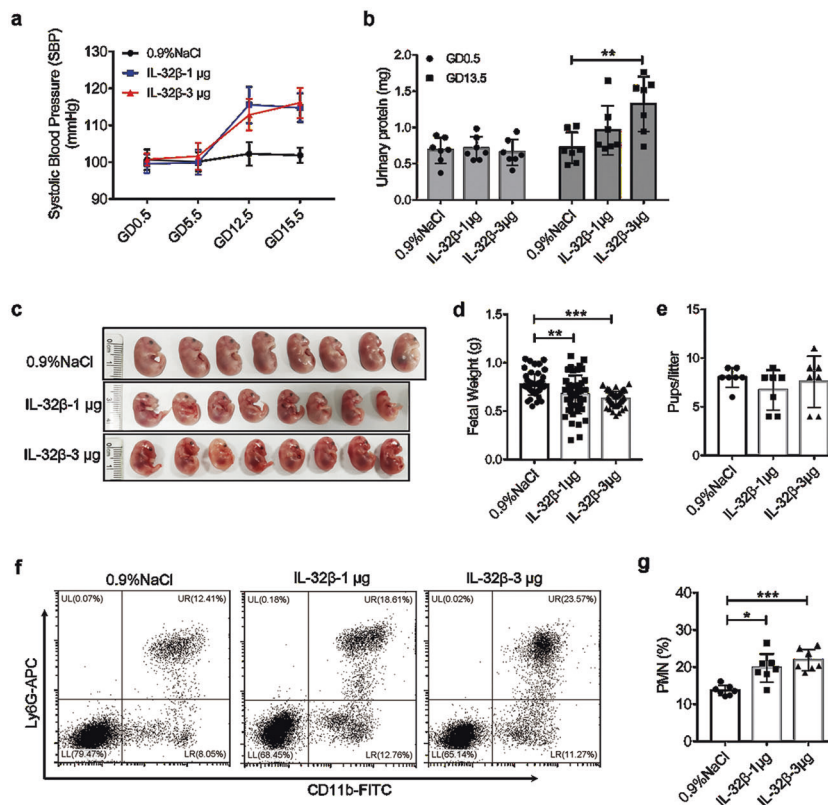 a
0.9%NaCl
IL-32β-1 μg
IL-32β-3 μg
Systolic Blood Pressure (SBP)
(mmHg)
130
120
110
100
90
GD0.5
GD5.5
GD12.5
GD15.5
b
GD0.5
GD13.5
**
Urinary protein (mg)
2.0
1.5
1.0
0.5
0.0
0.9%NaCl
IL-32β-1μg
IL-32β-3μg
0.9%NaCl
IL-32β-1μg
IL-32β-3μg
c
0.9%NaCl
IL-32β-1 μg
IL-32β-3 μg
d
***
**
Fetal Weight (g)
1.5
1.0
0.5
0.0
0.9%NaCl
IL-32β-1μg
IL-32β-3μg
e
Pups/litter
15
10
5
0
0.9%NaCl
IL-32β-1μg
IL-32β-3μg
f
0.9%NaCl
IL-32β-1 μg
IL-32β-3 μg
UL(0.07%)
UR(12.41%)
UL(0.18%)
UR(18.61%)
UL(0.02%)
UR(23.57%)
Ly6G-APC
LL(79.47%)
LR(8.05%)
LL(68.45%)
LR(12.76%)
LL(65.14%)
LR(11.27%)
CD11b-FITC
g
***
*
PMN (%)
40
30
20
10
0
0.9%NaCl
IL-32β-1μg
IL-32β-3μg